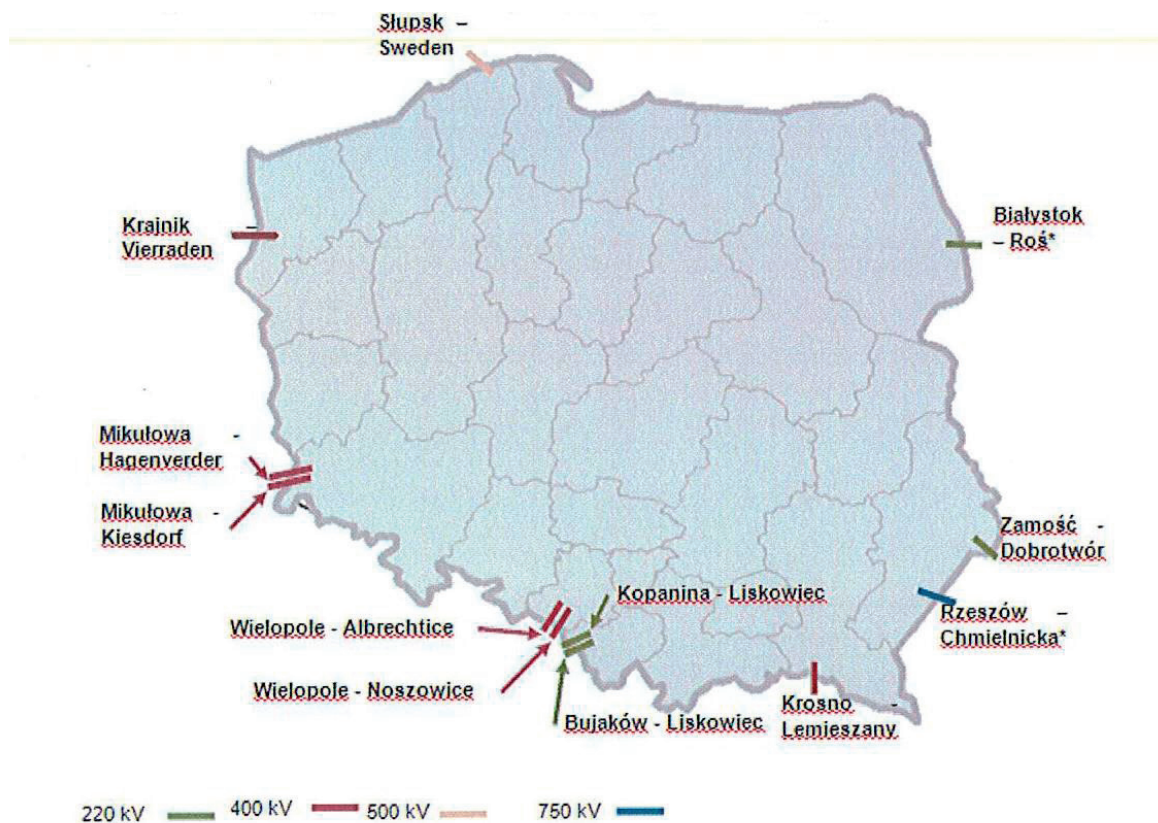 Słupsk –
Sweden
Krainik –
Vierraden
Białystok
– Roś*
Mikułowa -
Hagenverder
Mikułowa -
Kiesdorf
Zamość -
Dobrotwór
Kopanina - Liskowiec
Rzeszów –
Chmielnicka*
Wielopole - Albrechtice
Wielopole - Noszowice
Bujaków - Liskowiec
Krosno -
Lemieszany
220 kV 400 kV 500 kV 750 kV